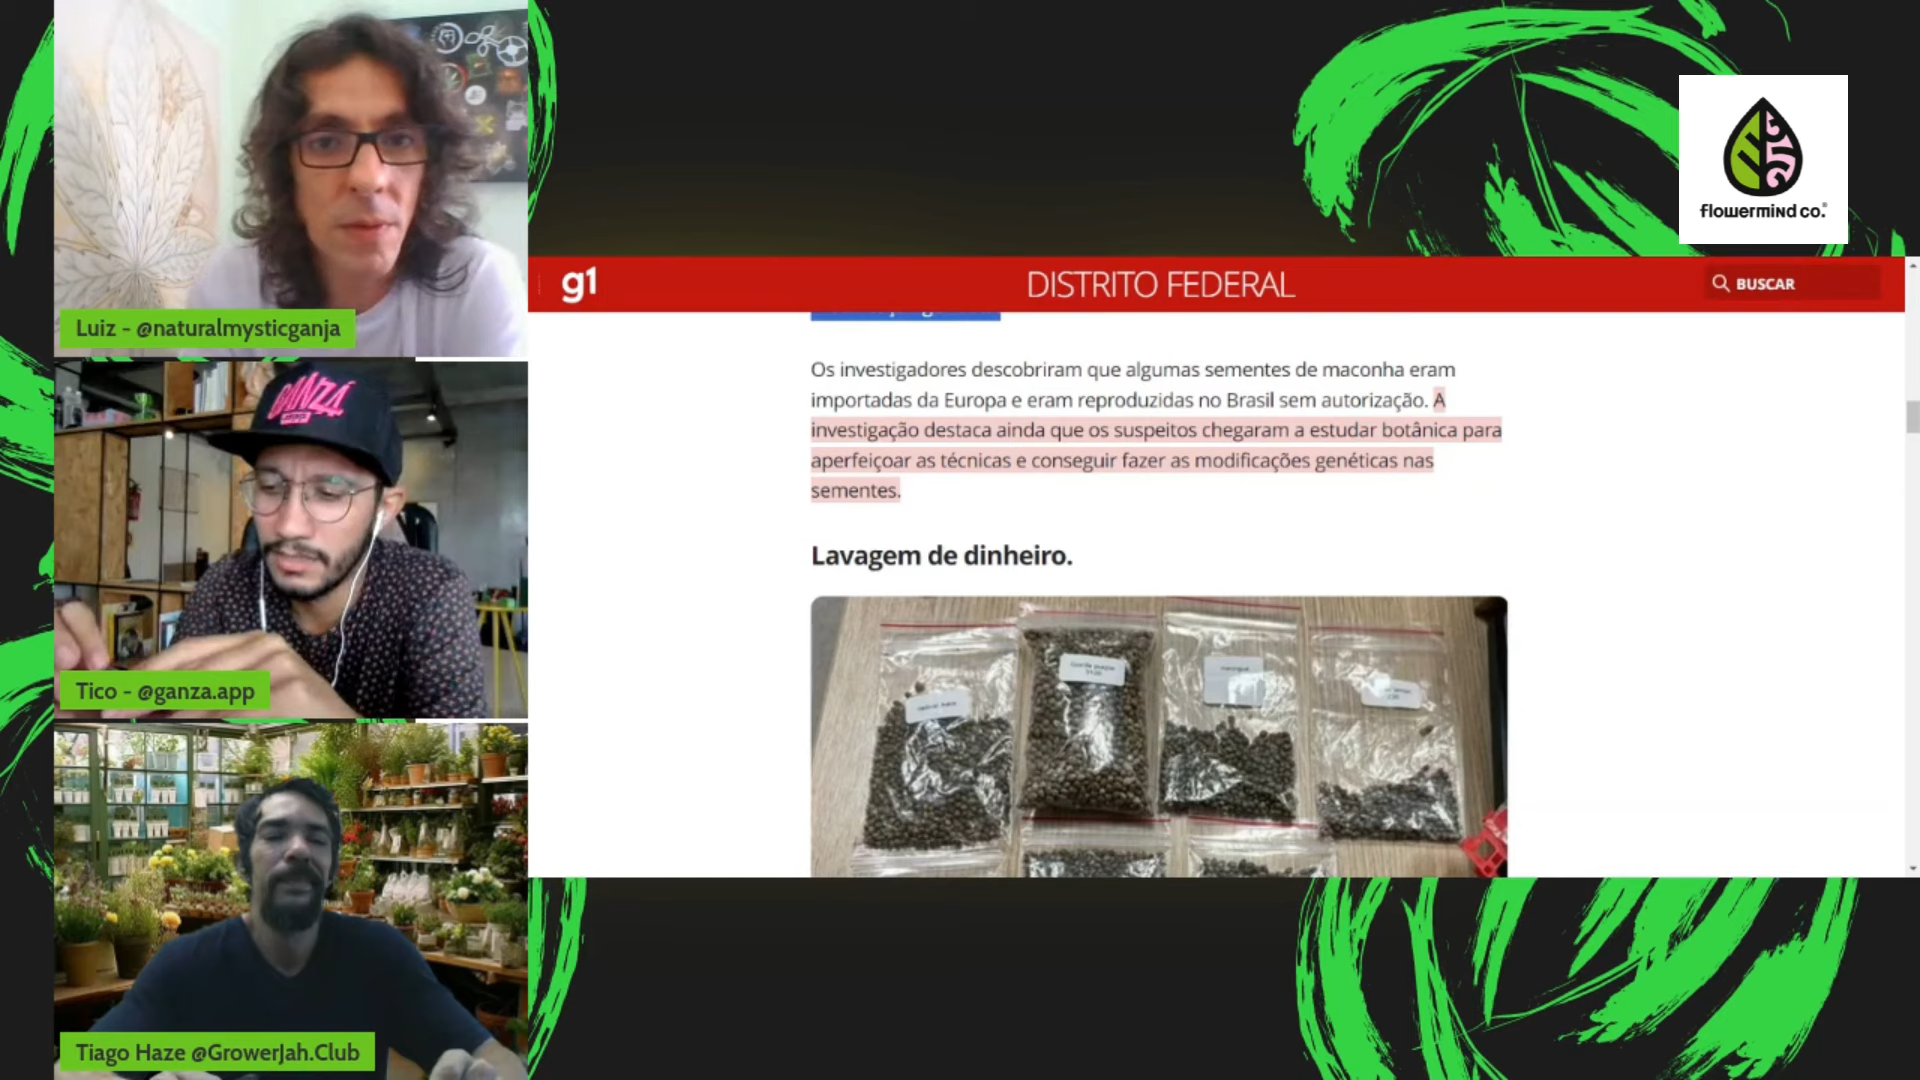 Luiz - @naturalmysticganja
GANZÁ
Tico - @ganza.app
Tiago Haze @GrowerJah.Club
flowermind co.®
g1
DISTRITO FEDERAL
BUSCAR
Os investigadores descobriram que algumas sementes de maconha eram
importadas da Europa e eram reproduzidas no Brasil sem autorização. A
investigação destaca ainda que os suspeitos chegaram a estudar botânica para
aperfeiçoar as técnicas e conseguir fazer as modificações genéticas nas
sementes.
Lavagem de dinheiro.